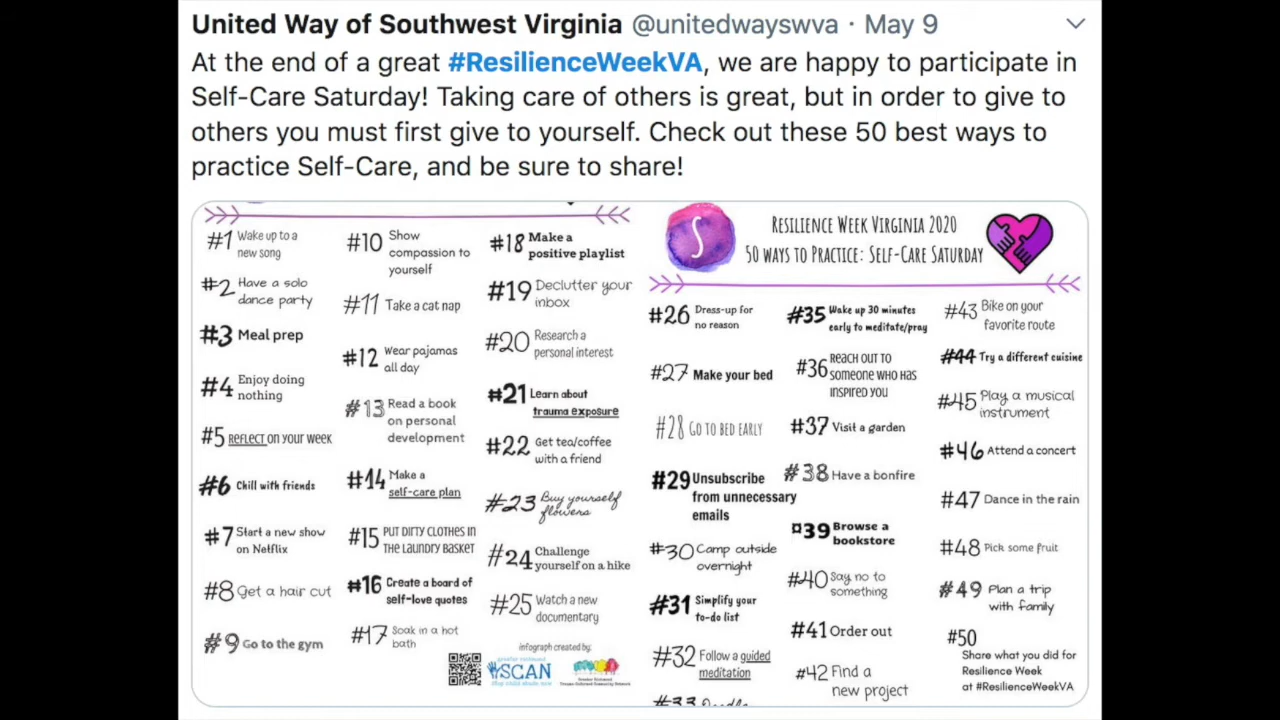 United Way of Southwest Virginia @unitedwayswva · May 9
At the end of a great #ResilienceWeekVA, we are happy to participate in
Self-Care Saturday! Taking care of others is great, but in order to give to
others you must first give to yourself. Check out these 50 best ways to
practice Self-Care, and be sure to share!
#1 Wake up to a
new song
#2 Have a solo
dance party
#3 Meal prep
#4 Enjoy doing
nothing
#5 REFLECT ON YOUR WEEK
#6 Chill with friends
#7 Start a new show
on Netflix
#8 Get a hair cut
#9 Go to the gym
#10 Show
compassion to
yourself
#11 Take a cat nap
#12 Wear pajamas
all day
#13 Read a book
on personal
development
#14 Make a
self-care plan
#15 PUT DIRTY CLOTHES IN
THE LAUNDRY BASKET
#16 Create a board of
self-love quotes
#17 Soak in a hot
bath
#18 Make a
positive playlist
#19 Declutter your
inbox
#20 Research a
personal interest
#21 Learn about
trauma exposure
#22 Get tea/coffee
with a friend
#23 Buy yourself
flowers
#24 Challenge
yourself on a hike
#25 Watch a new
documentary
infograph created by:
SCAN
S
RESILIENCE WEEK VIRGINIA 2020
50 WAYS TO PRACTICE: SELF-CARE SATURDAY
#26 Dress-up for
no reason
#27 Make your bed
#28 GO TO BED EARLY
#29 Unsubscribe
from unnecessary
emails
#30 Camp outside
overnight
#31 Simplify your
to-do list
#32 Follow a guided
meditation
#33
#35 Wake up 30 minutes
early to meditate/pray
#36 REACH OUT TO
SOMEONE WHO HAS
INSPIRED YOU
#37 Visit a garden
#38 Have a bonfire
¤39 Browse a
bookstore
#40 Say no to
something
#41 Order out
#42 Find a
new project
#43 Bike on your
favorite route
#44 Try a different cuisine
#45 Play a musical
instrument
#46 Attend a concert
#47 Dance in the rain
#48 Pick some fruit
#49 Plan a trip
with family
#50
Share what you did for
Resilience Week
at #ResilienceWeekVA